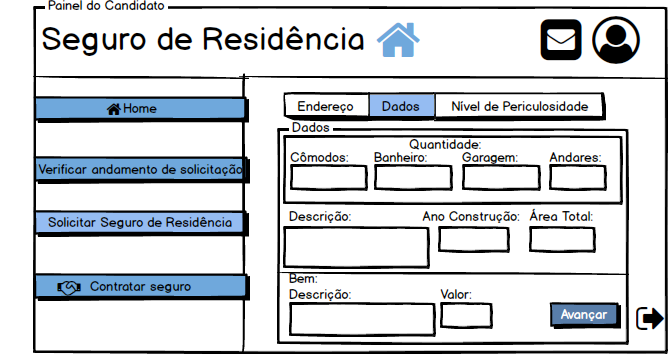 Painel do Candidato
Seguro de Residência
Home
Verificar andamento de solicitação
Solicitar Seguro de Residência
Contratar seguro
Endereço Dados Nível de Periculosidade
Dados
Quantidade:
Cômodos: Banheiro: Garagem: Andares:
Descrição: Ano Construção: Área Total:
Bem:
Descrição: Valor:
Avançar